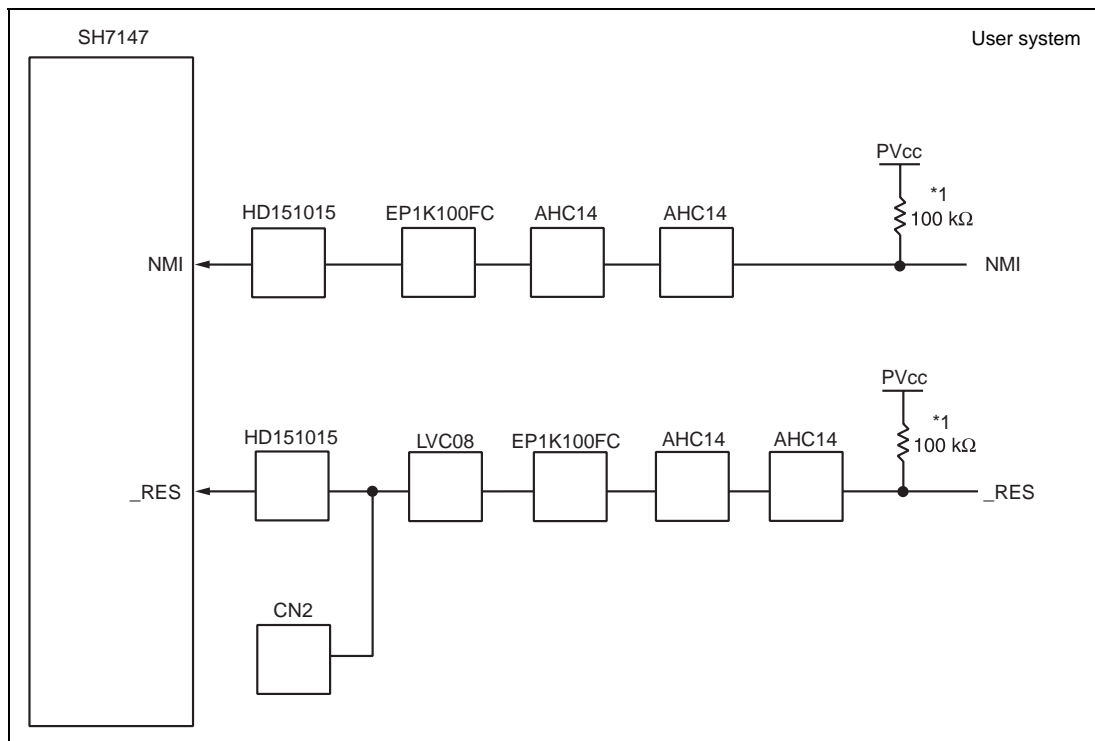 SH7147
User system
PVcc
*1
100 kΩ
HD151015
EP1K100FC
AHC14
AHC14
NMI
NMI
PVcc
*1
100 kΩ
HD151015
LVC08
EP1K100FC
AHC14
AHC14
_RES
_RES
CN2